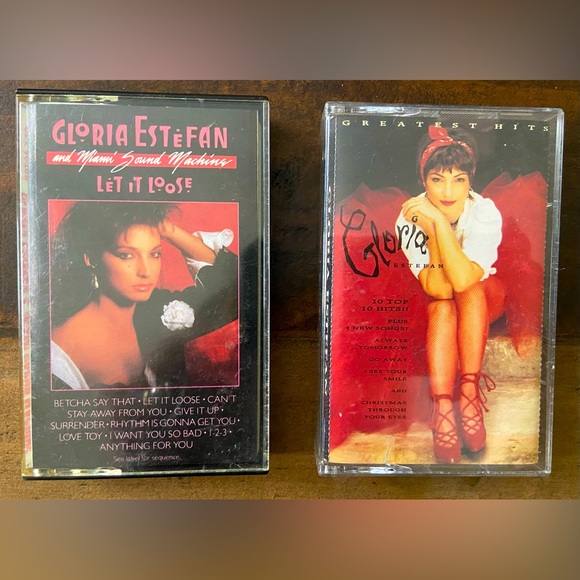 GLORIA ESTEFAN
and Miami Sound Machine
LET IT LOOSE
BETCHA SAY THAT • LET IT LOOSE • CAN'T
STAY AWAY FROM YOU • GIVE IT UP •
SURRENDER • RHYTHM IS GONNA GET YOU •
LOVE TOY • I WANT YOU SO BAD • 1-2-3 •
ANYTHING FOR YOU
See label for sequence.
GREATEST HITS
G
Gloria
ESTEFAN
10 TOP
10 HITS!!
PLUS
4 NEW SONGS!
ALWAYS
TOMORROW
GO AWAY
I SEE YOUR
SMILE
AND
CHRISTMAS
THROUGH
YOUR EYES